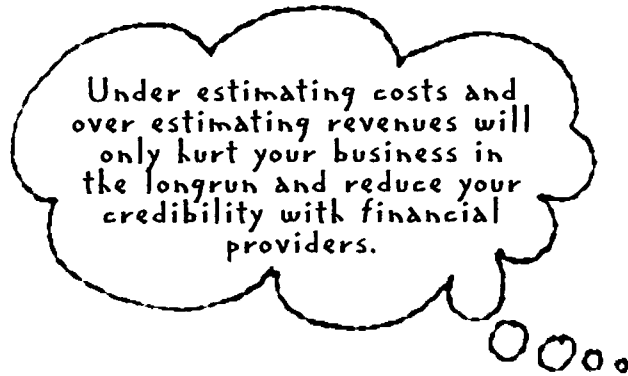 Under estimating costs and
over estimating revenues will
only hurt your business in
the longrun and reduce your
credibility with financial
providers.